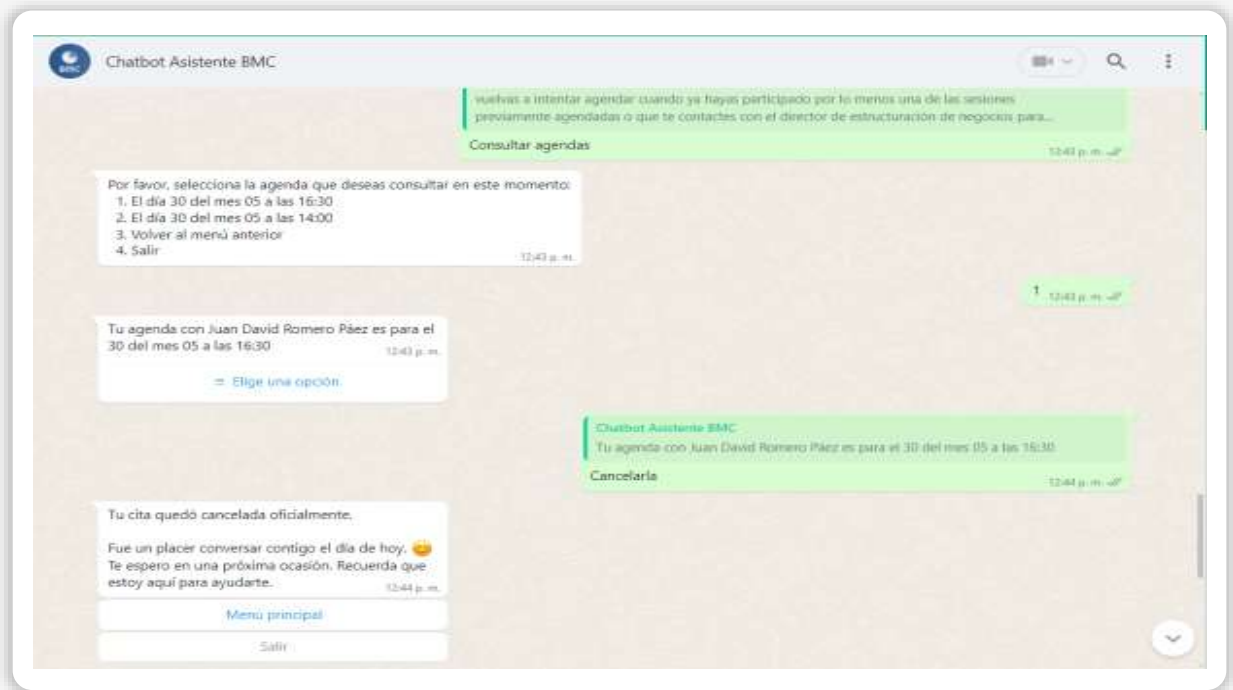 BMC
Chatbot Asistente BMC
vuelvas a intentar agendar cuando ya hayas participado por lo menos una de las sesiones
previamente agendadas o que te contactes con el director de estructuración de negocios para...
Consultar agendas
12:43 p. m.
Por favor, selecciona la agenda que deseas consultar en este momento:
1. El día 30 del mes 05 a las 16:30
2. El día 30 del mes 05 a las 14:00
3. Volver al menú anterior
4. Salir
12:43 p. m.
1
12:43 p. m.
Tu agenda con Juan David Romero Páez es para el
30 del mes 05 a las 16:30
12:43 p. m.
Elige una opción
Chatbot Asistente BMC
Tu agenda con Juan David Romero Páez es para el 30 del mes 05 a las 16:30
Cancelarla
12:44 p. m.
Tu cita quedó cancelada oficialmente.
Fue un placer conversar contigo el día de hoy. 😊
Te espero en una próxima ocasión. Recuerda que
estoy aquí para ayudarte.
12:44 p. m.
Menú principal
Salir